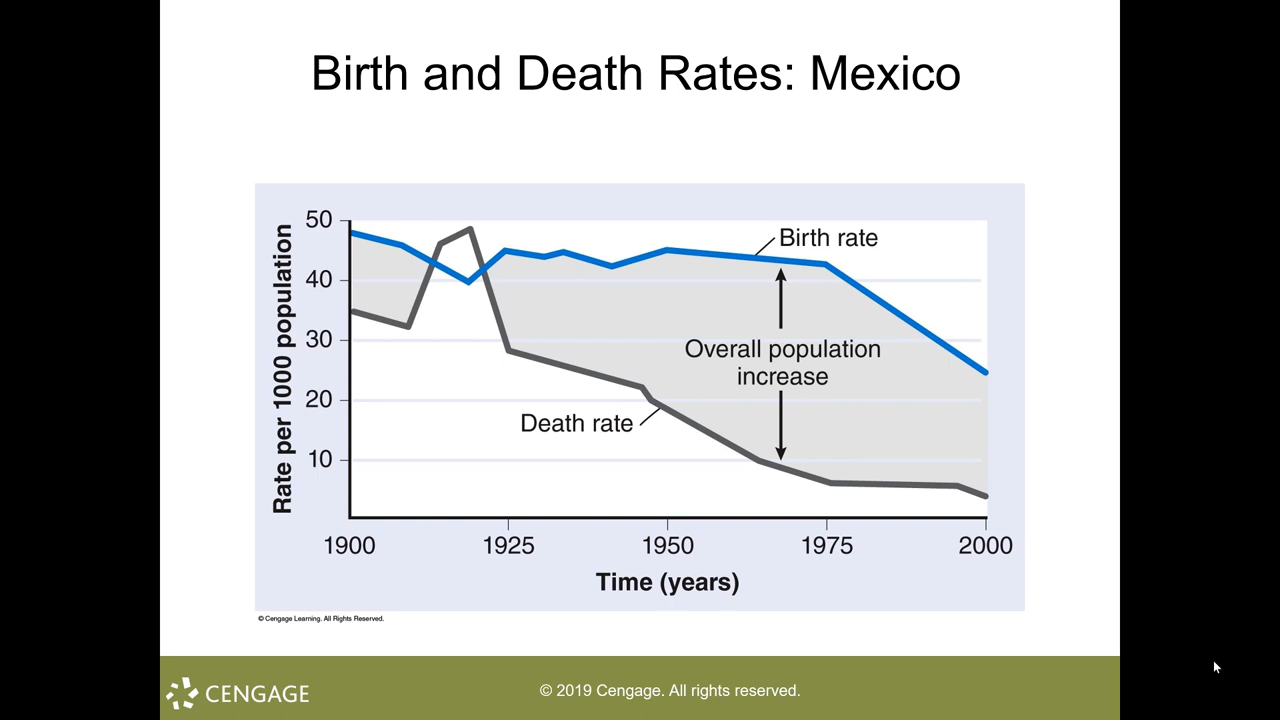 Birth and Death Rates: Mexico
Rate per 1000 population
50
40
30
20
10
Birth rate
Overall population
increase
Death rate
1900
1925
1950
1975
2000
Time (years)
© Cengage Learning. All Rights Reserved.
CENGAGE
© 2019 Cengage. All rights reserved.